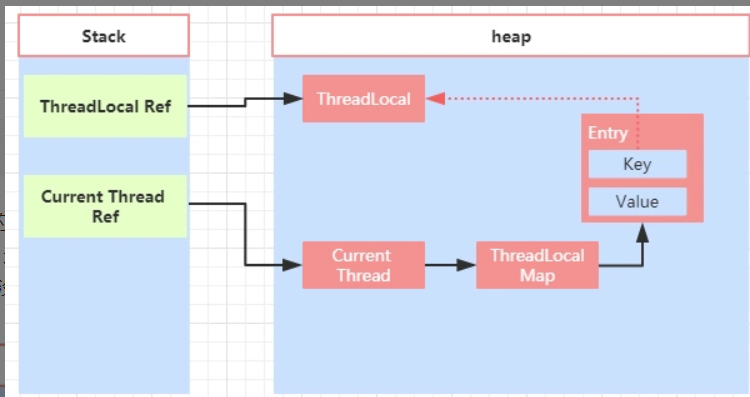 Stack
heap
ThreadLocal Ref
ThreadLocal
Entry
Key
Value
Current Thread
Ref
Current
Thread
ThreadLocal
Map